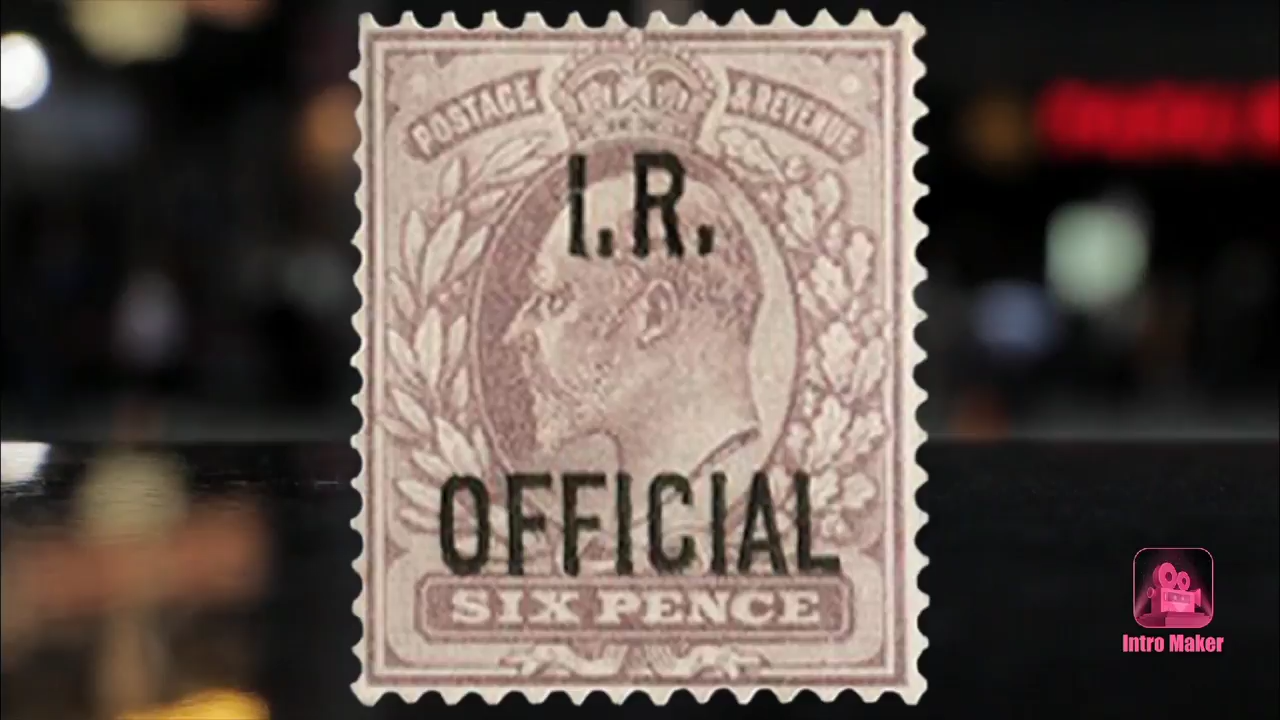 POSTAGE & REVENUE
I.R.
OFFICIAL
SIX PENCE
Intro Maker